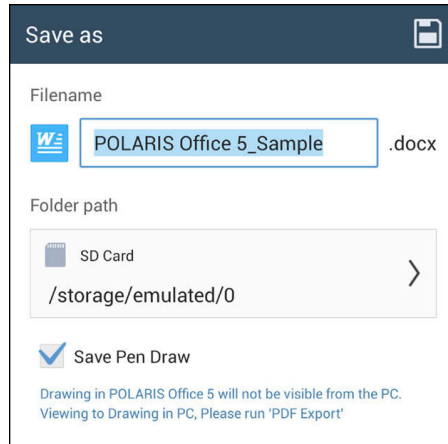 Save as
Filename
W
POLARIS Office 5_Sample .docx
Folder path
SD Card
/storage/emulated/0
Save Pen Draw
Drawing in POLARIS Office 5 will not be visible from the PC.
Viewing to Drawing in PC, Please run 'PDF Export'